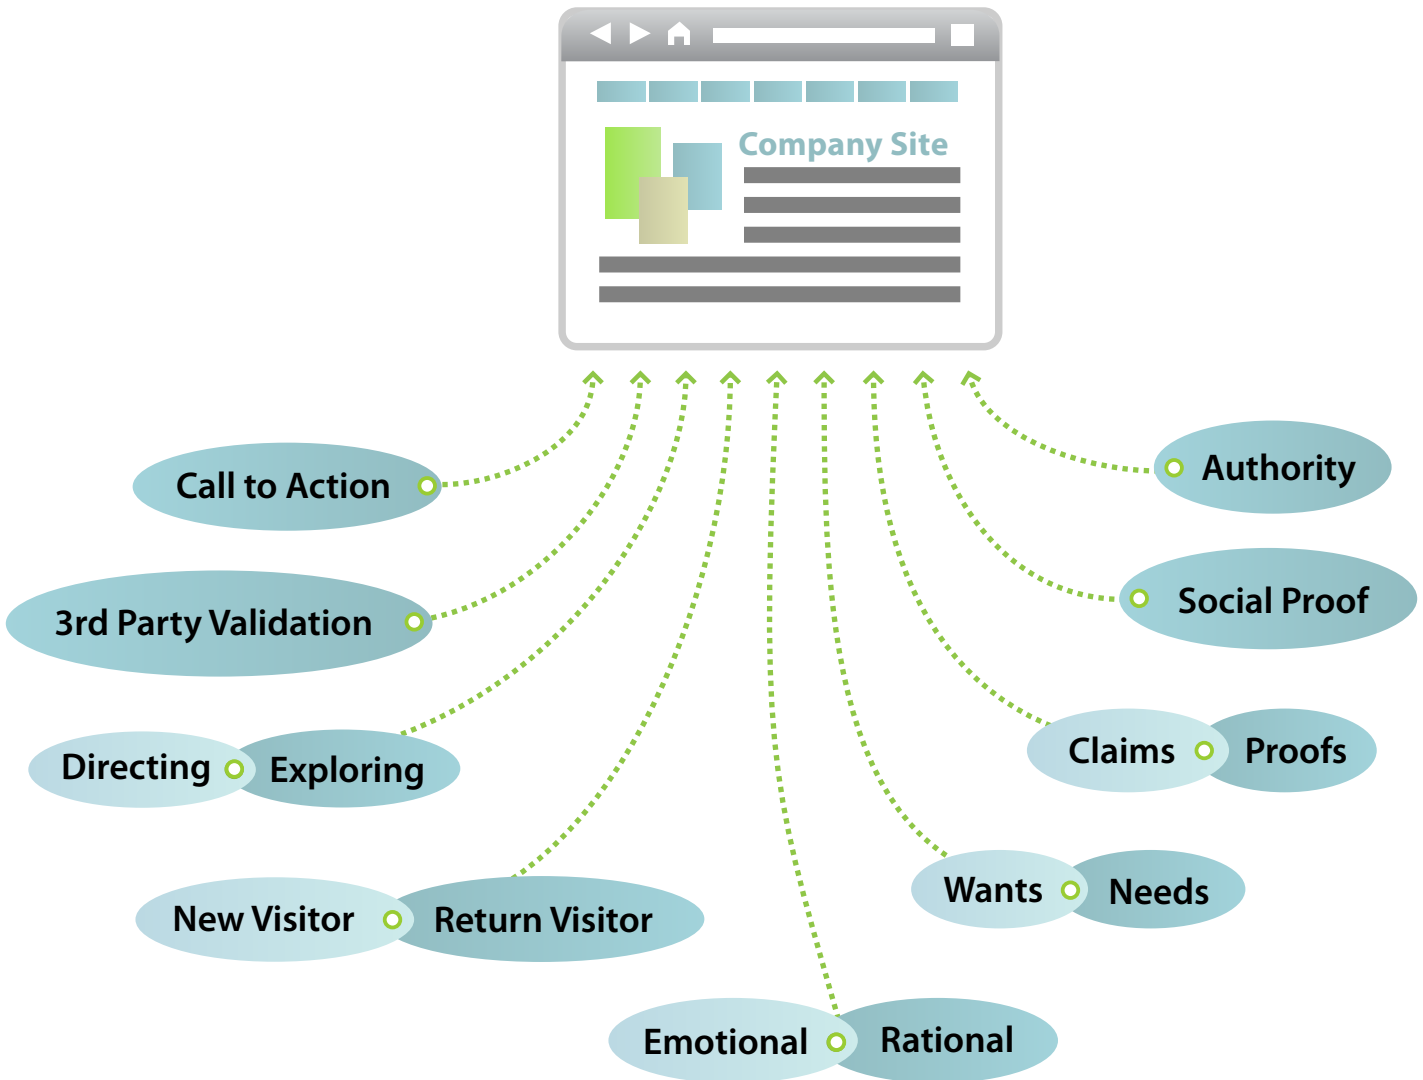 Company Site
Call to Action
Authority
3rd Party Validation
Social Proof
Directing
Exploring
Claims
Proofs
New Visitor
Return Visitor
Wants
Needs
Emotional
Rational